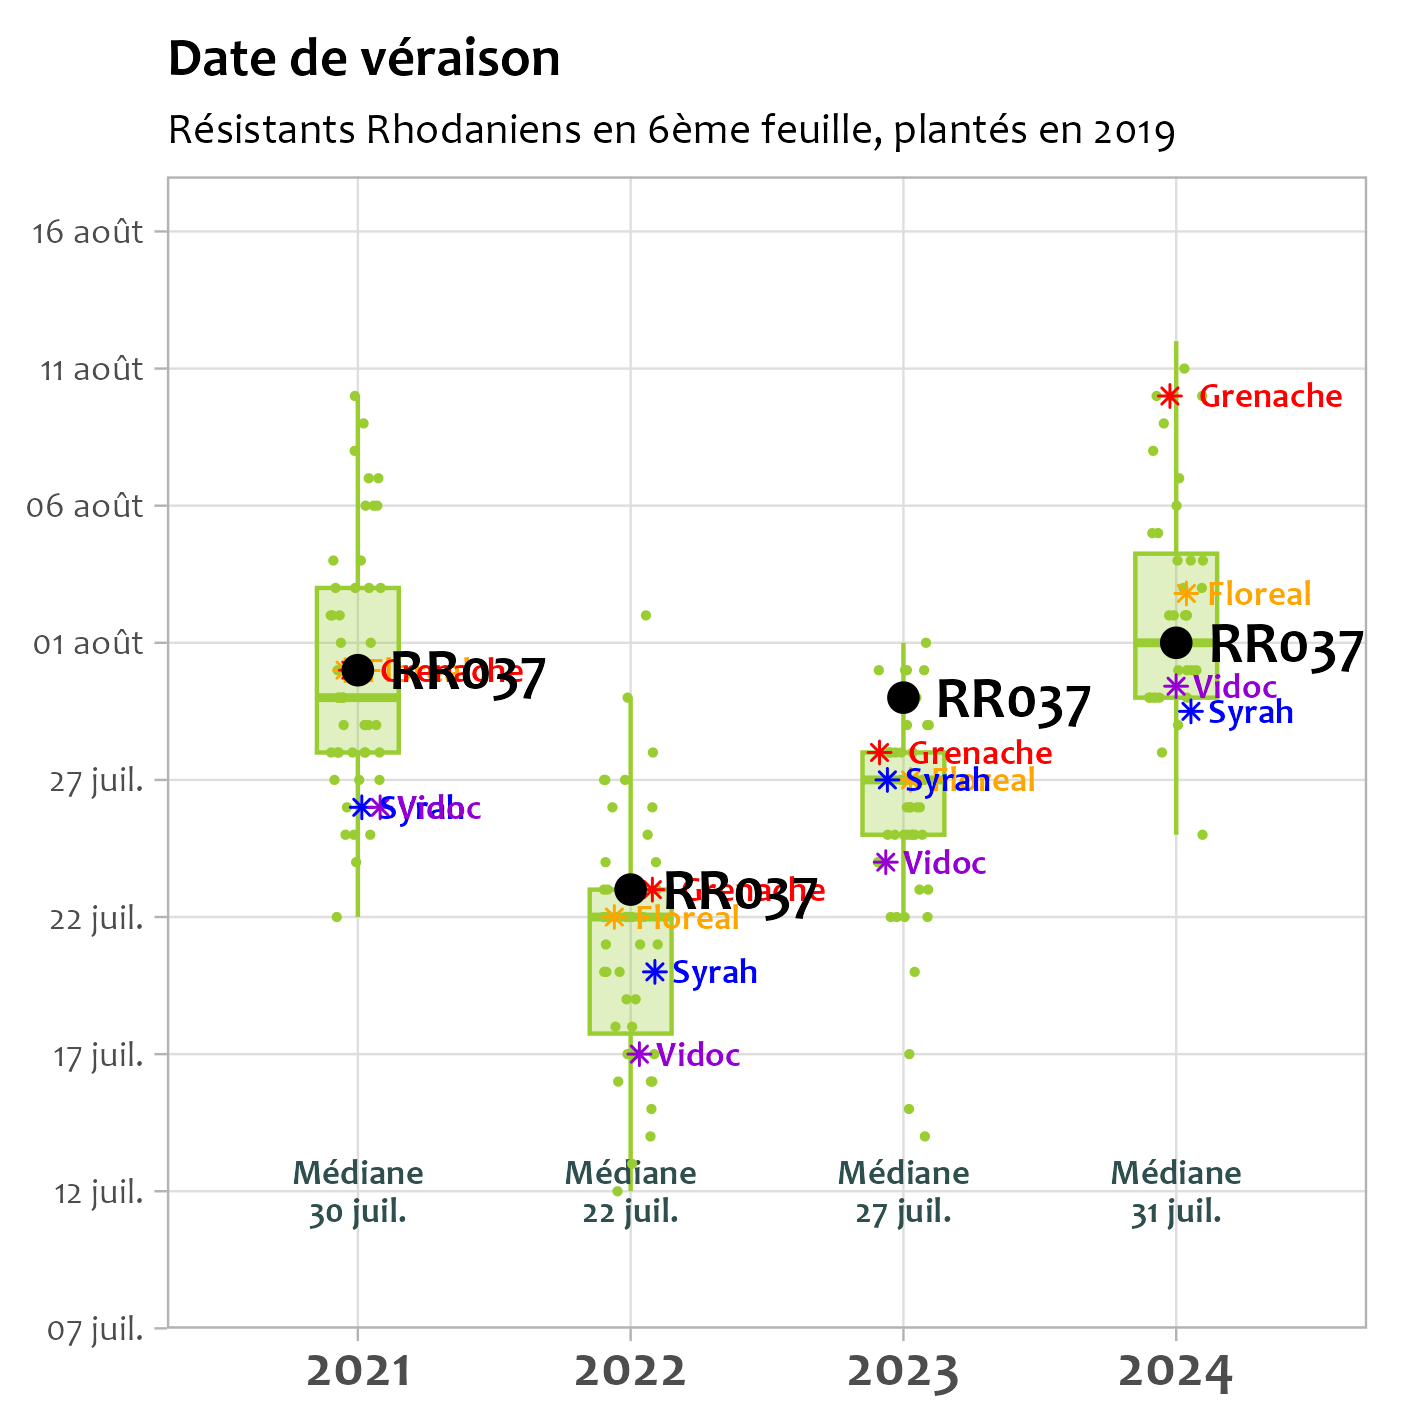 Date de véraison
Résistants Rhodaniens en 6ème feuille, plantés en 2019
16 août
11 août
06 août
01 août
27 juil.
22 juil.
17 juil.
12 juil.
07 juil.
Grenache
RR037
Syrah
Vidoc
Médiane
30 juil.
RR037
Grenache
Floreal
Syrah
Vidoc
Médiane
22 juil.
RR037
Grenache
Syrah
Floreal
Vidoc
Médiane
27 juil.
Grenache
Floreal
RR037
Vidoc
Syrah
Médiane
31 juil.
2021
2022
2023
2024